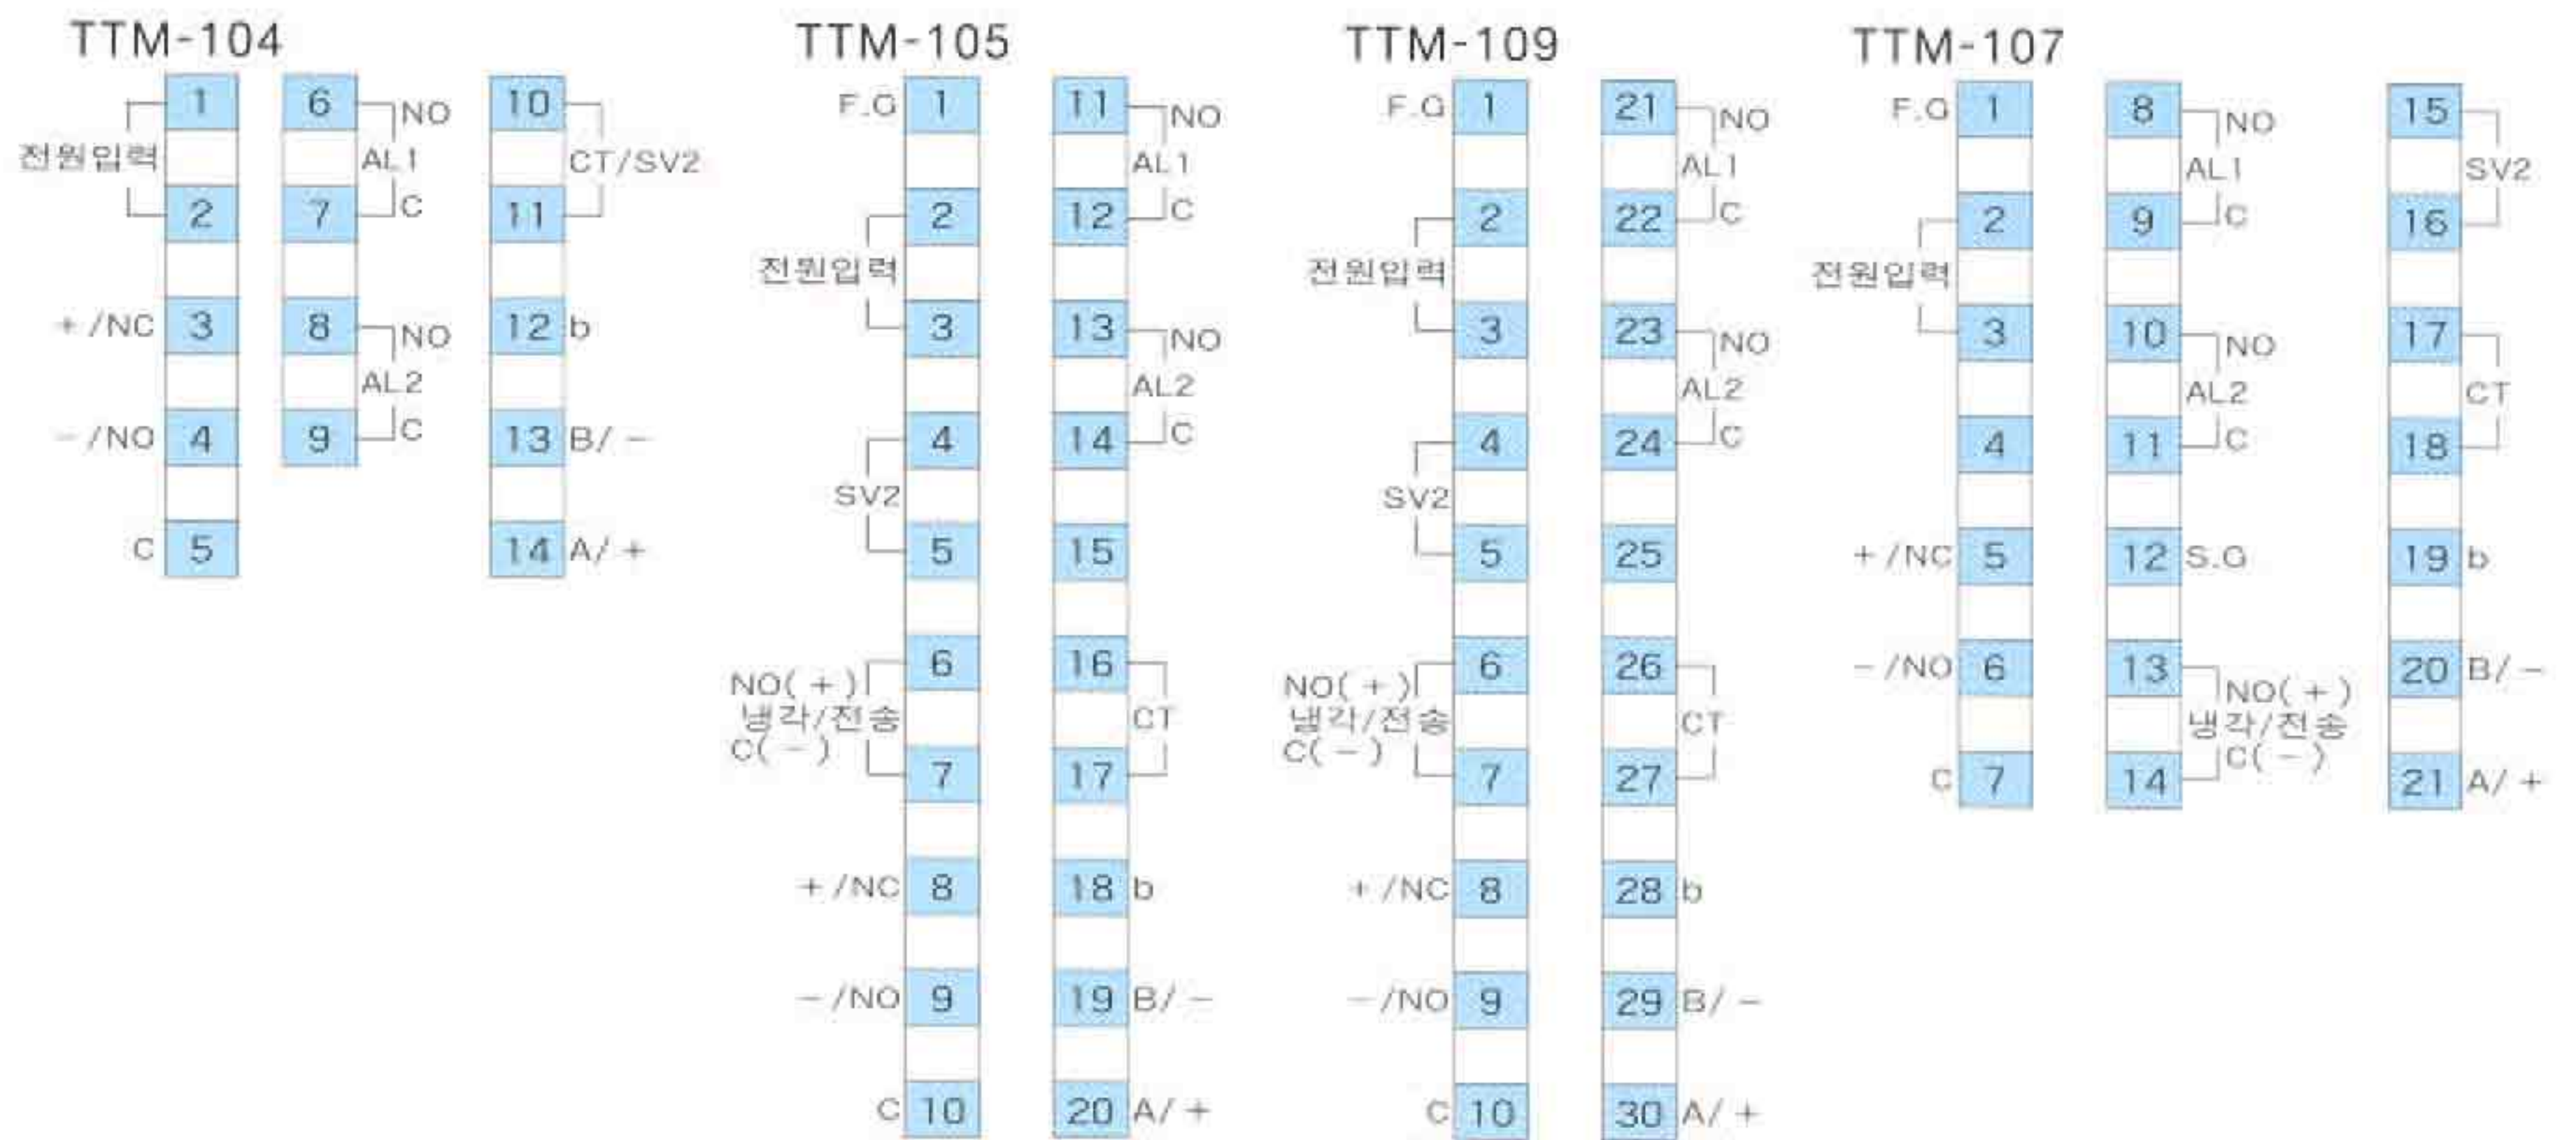 TTM-104
1 6 NO 10
전원입력 AL1 CT/SV2
2 7 C 11
+/NC 3 8 NO 12 b
AL2
-/NO 4 9 C 13 B/-
C 5 14 A/+
TTM-105
F.G 1 11 NO
AL1
2 12 C
전원입력
3 13 NO
AL2
4 14 C
SV2
5 15
6 16
NO(+)
냉각/전송 CT
C(-)
7 17
+/NC 8 18 b
-/NO 9 19 B/-
C 10 20 A/+
TTM-109
F.G 1 21 NO
AL1
2 22 C
전원입력
3 23 NO
AL2
4 24 C
SV2
5 25
6 26
NO(+)
냉각/전송 CT
C(-)
7 27
+/NC 8 28 b
-/NO 9 29 B/-
C 10 30 A/+
TTM-107
F.G 1 8 NO 15
AL1 SV2
2 9 C 16
전원입력
3 10 NO 17
AL2 CT
4 11 C 18
+/NC 5 12 S.G 19 b
-/NO 6 13 20 B/-
NO(+)
냉각/전송
C(-)
C 7 14 21 A/+